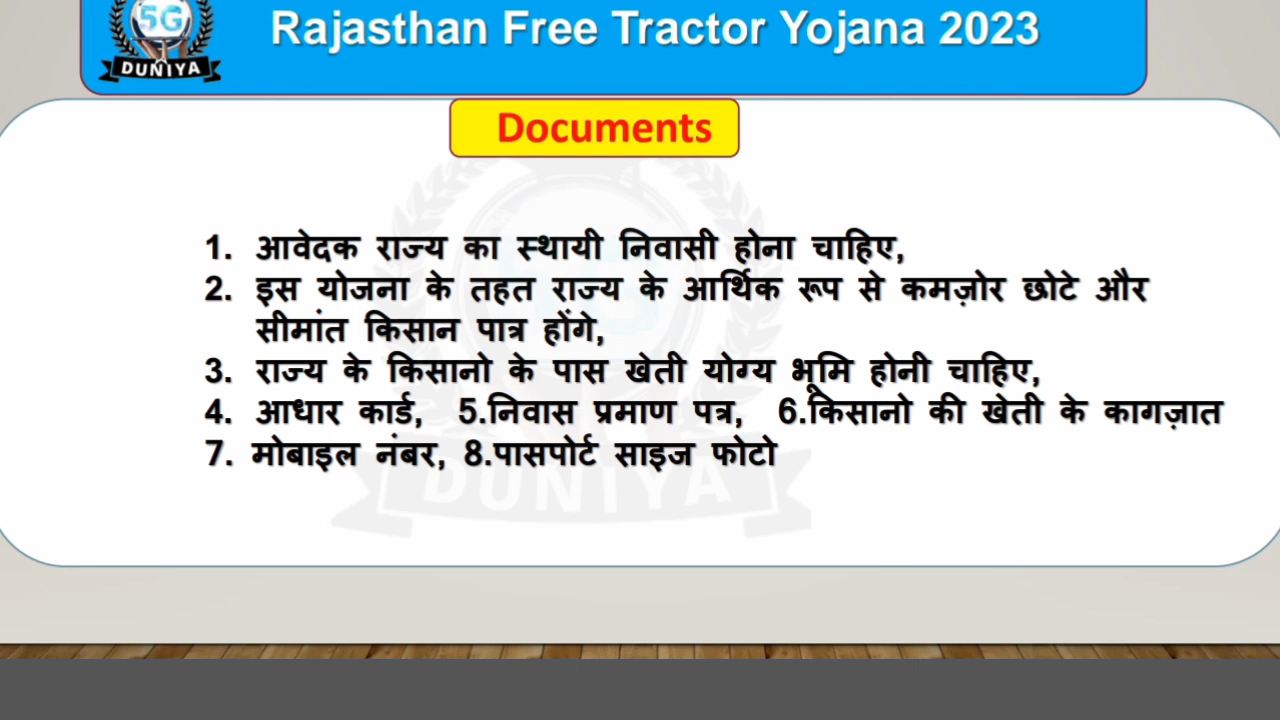 5G
DUNIYA
Rajasthan Free Tractor Yojana 2023
Documents
1. आवेदक राज्य का स्थायी निवासी होना चाहिए,
2. इस योजना के तहत राज्य के आर्थिक रूप से कमज़ोर छोटे और
सीमांत किसान पात्र होंगे,
3. राज्य के किसानो के पास खेती योग्य भूमि होनी चाहिए,
4. आधार कार्ड, 5.निवास प्रमाण पत्र, 6.किसानो की खेती के कागज़ात
7. मोबाइल नंबर, 8.पासपोर्ट साइज फोटो
DUNIYA